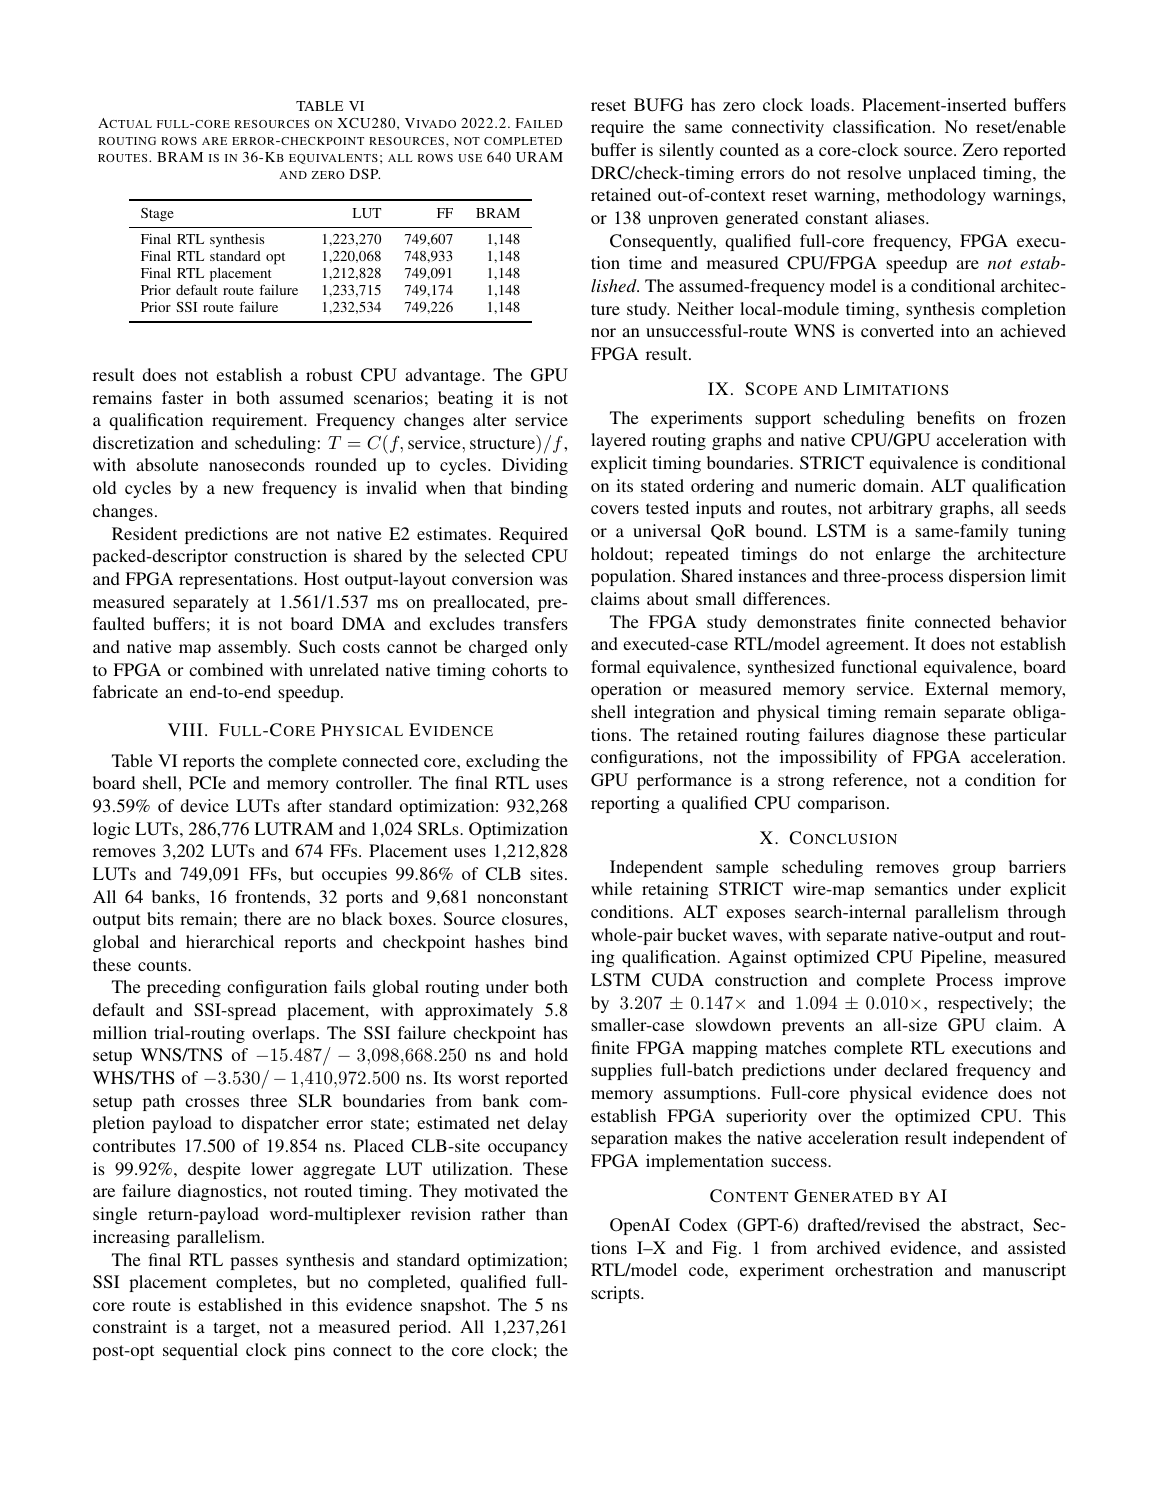 TABLE VI
ACTUAL FULL-CORE RESOURCES ON XCU280, VIVADO 2022.2. FAILED
ROUTING ROWS ARE ERROR-CHECKPOINT RESOURCES, NOT COMPLETED
ROUTES. BRAM IS IN 36-KB EQUIVALENTS; ALL ROWS USE 640 URAM
AND ZERO DSP.
Stage LUT FF BRAM
Final RTL synthesis 1,223,270 749,607 1,148
Final RTL standard opt 1,220,068 748,933 1,148
Final RTL placement 1,212,828 749,091 1,148
Prior default route failure 1,233,715 749,174 1,148
Prior SSI route failure 1,232,534 749,226 1,148
result does not establish a robust CPU advantage. The GPU
remains faster in both assumed scenarios; beating it is not
a qualification requirement. Frequency changes alter service
discretization and scheduling: T = C(f, service, structure)/f,
with absolute nanoseconds rounded up to cycles. Dividing
old cycles by a new frequency is invalid when that binding
changes.
Resident predictions are not native E2 estimates. Required
packed-descriptor construction is shared by the selected CPU
and FPGA representations. Host output-layout conversion was
measured separately at 1.561/1.537 ms on preallocated, pre-
faulted buffers; it is not board DMA and excludes transfers
and native map assembly. Such costs cannot be charged only
to FPGA or combined with unrelated native timing cohorts to
fabricate an end-to-end speedup.
VIII. FULL-CORE PHYSICAL EVIDENCE
Table VI reports the complete connected core, excluding the
board shell, PCIe and memory controller. The final RTL uses
93.59% of device LUTs after standard optimization: 932,268
logic LUTs, 286,776 LUTRAM and 1,024 SRLs. Optimization
removes 3,202 LUTs and 674 FFs. Placement uses 1,212,828
LUTs and 749,091 FFs, but occupies 99.86% of CLB sites.
All 64 banks, 16 frontends, 32 ports and 9,681 nonconstant
output bits remain; there are no black boxes. Source closures,
global and hierarchical reports and checkpoint hashes bind
these counts.
The preceding configuration fails global routing under both
default and SSI-spread placement, with approximately 5.8
million trial-routing overlaps. The SSI failure checkpoint has
setup WNS/TNS of −15.487/ − 3,098,668.250 ns and hold
WHS/THS of −3.530/ − 1,410,972.500 ns. Its worst reported
setup path crosses three SLR boundaries from bank com-
pletion payload to dispatcher error state; estimated net delay
contributes 17.500 of 19.854 ns. Placed CLB-site occupancy
is 99.92%, despite lower aggregate LUT utilization. These
are failure diagnostics, not routed timing. They motivated the
single return-payload word-multiplexer revision rather than
increasing parallelism.
The final RTL passes synthesis and standard optimization;
SSI placement completes, but no completed, qualified full-
core route is established in this evidence snapshot. The 5 ns
constraint is a target, not a measured period. All 1,237,261
post-opt sequential clock pins connect to the core clock; the
reset BUFG has zero clock loads. Placement-inserted buffers
require the same connectivity classification. No reset/enable
buffer is silently counted as a core-clock source. Zero reported
DRC/check-timing errors do not resolve unplaced timing, the
retained out-of-context reset warning, methodology warnings,
or 138 unproven generated constant aliases.
Consequently, qualified full-core frequency, FPGA execu-
tion time and measured CPU/FPGA speedup are not estab-
lished. The assumed-frequency model is a conditional architec-
ture study. Neither local-module timing, synthesis completion
nor an unsuccessful-route WNS is converted into an achieved
FPGA result.
IX. SCOPE AND LIMITATIONS
The experiments support scheduling benefits on frozen
layered routing graphs and native CPU/GPU acceleration with
explicit timing boundaries. STRICT equivalence is conditional
on its stated ordering and numeric domain. ALT qualification
covers tested inputs and routes, not arbitrary graphs, all seeds
or a universal QoR bound. LSTM is a same-family tuning
holdout; repeated timings do not enlarge the architecture
population. Shared instances and three-process dispersion limit
claims about small differences.
The FPGA study demonstrates finite connected behavior
and executed-case RTL/model agreement. It does not establish
formal equivalence, synthesized functional equivalence, board
operation or measured memory service. External memory,
shell integration and physical timing remain separate obliga-
tions. The retained routing failures diagnose these particular
configurations, not the impossibility of FPGA acceleration.
GPU performance is a strong reference, not a condition for
reporting a qualified CPU comparison.
X. CONCLUSION
Independent sample scheduling removes group barriers
while retaining STRICT wire-map semantics under explicit
conditions. ALT exposes search-internal parallelism through
whole-pair bucket waves, with separate native-output and rout-
ing qualification. Against optimized CPU Pipeline, measured
LSTM CUDA construction and complete Process improve
by 3.207 ± 0.147× and 1.094 ± 0.010×, respectively; the
smaller-case slowdown prevents an all-size GPU claim. A
finite FPGA mapping matches complete RTL executions and
supplies full-batch predictions under declared frequency and
memory assumptions. Full-core physical evidence does not
establish FPGA superiority over the optimized CPU. This
separation makes the native acceleration result independent of
FPGA implementation success.
CONTENT GENERATED BY AI
OpenAI Codex (GPT-6) drafted/revised the abstract, Sec-
tions I–X and Fig. 1 from archived evidence, and assisted
RTL/model code, experiment orchestration and manuscript
scripts.